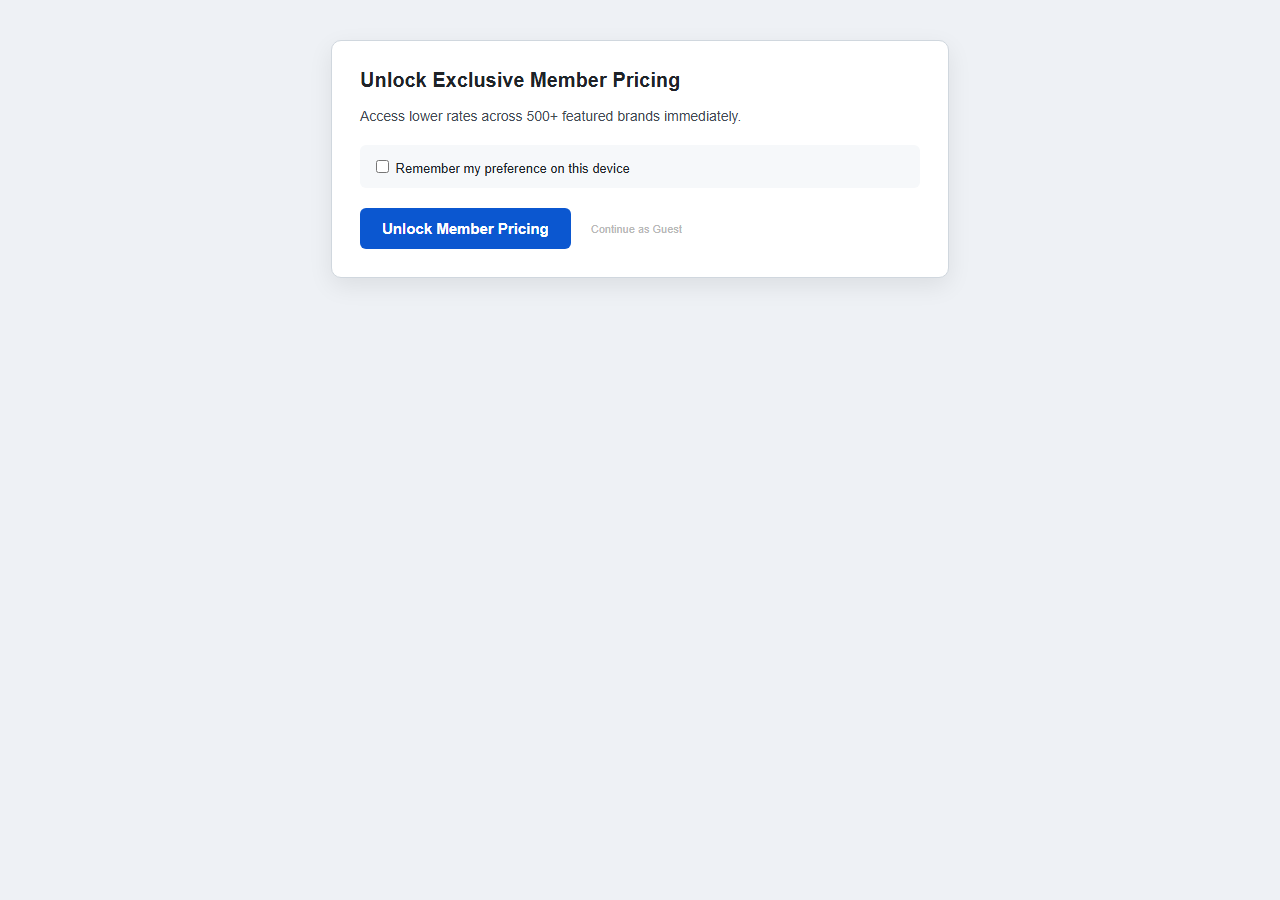 Unlock Exclusive Member Pricing
Access lower rates across 500+ featured brands immediately.
Remember my preference on this device
Unlock Member Pricing
Continue as Guest